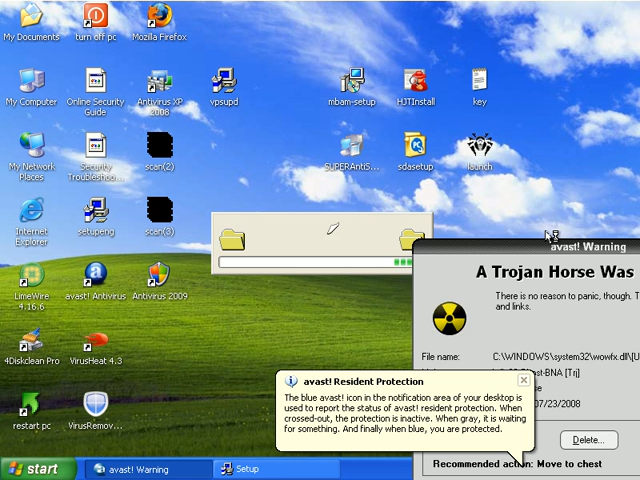 My Documents
turn off pc
Mozilla Firefox
My Computer
Online Security
Guide
Antivirus XP
2008
vpsupd
mbam-setup
HJTInstall
key
My Network
Places
Security
Troubleshoo...
scan(2)
SUPERAntiS...
sdasetup
launch
Internet
Explorer
setupeng
scan(3)
avast! Warning
A Trojan Horse Was
There is no reason to panic, though. T
and links.
LimeWire
4.16.6
avast! Antivirus
Antivirus 2009
File name:
C:\WINDOWS\system32\wowfx.dll\[U
-BNA [Trj]
07/23/2008
4Diskclean Pro
VirusHeat 4.3
avast! Resident Protection
The blue avast! icon in the notification area of your desktop is
used to report the status of avast! resident protection. When
crossed-out, the protection is inactive. When gray, it is waiting
for something. And finally when blue, you are protected.
restart pc
VirusRemov...
Delete...
Recommended action: Move to chest
start
avast! Warning
Setup